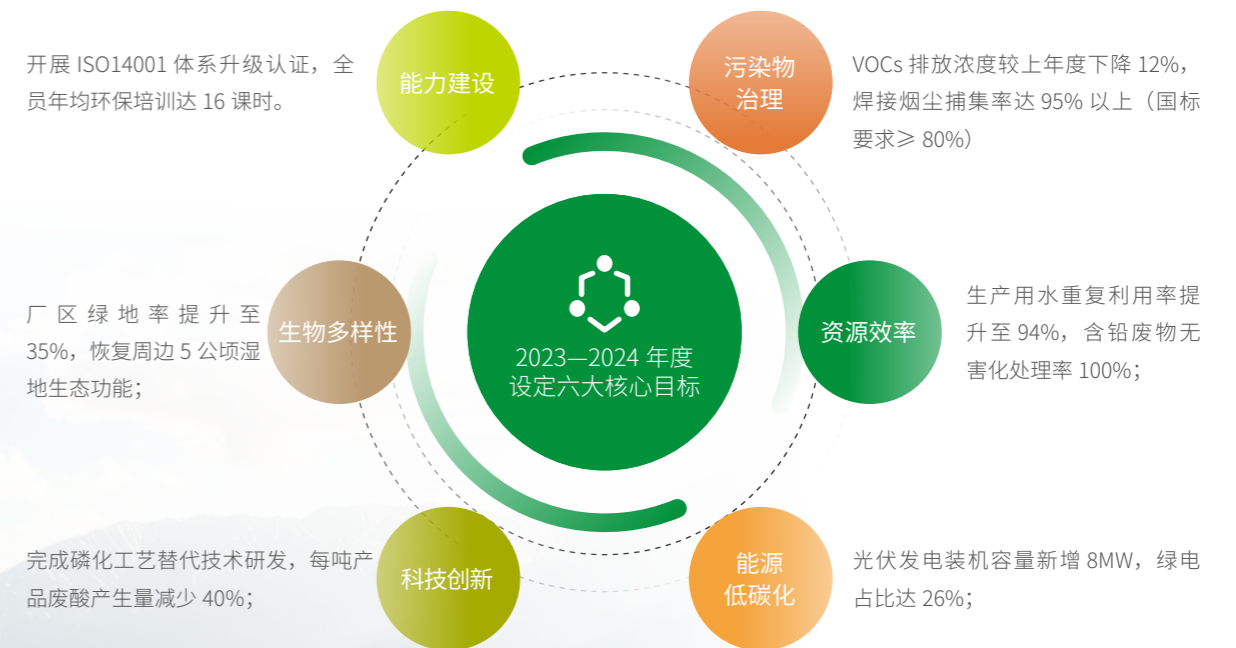 开展 ISO14001 体系升级认证，全
员年均环保培训达 16 课时。
能力建设
污染物
治理
VOCs 排放浓度较上年度下降 12%，
焊接烟尘捕集率达 95% 以上（国标
要求≥ 80%）
厂区绿地率提升至
35%，恢复周边 5 公顷湿
地生态功能；
生物多样性
2023—2024 年度
设定六大核心目标
资源效率
生产用水重复利用率提
升至 94%，含铅废物无
害化处理率 100%；
完成磷化工艺替代技术研发，每吨产
品废酸产生量减少 40%；
科技创新
能源
低碳化
光伏发电装机容量新增 8MW，绿电
占比达 26%；